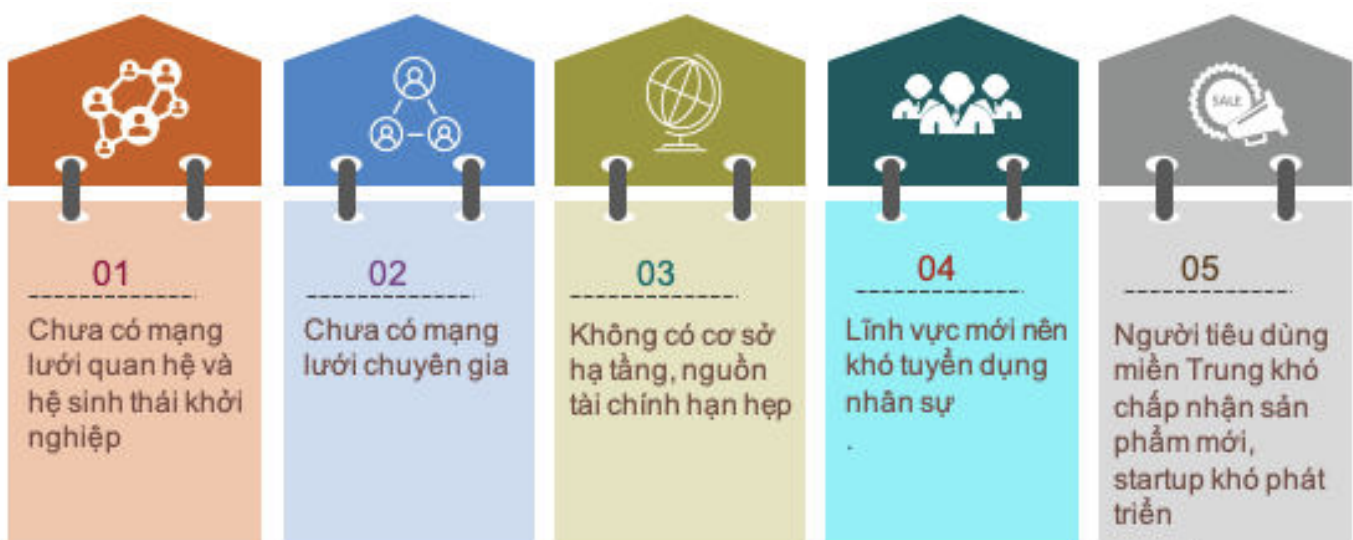 SALE
01
Chưa có mạng
lưới quan hệ và
hệ sinh thái khởi
nghiệp
02
Chưa có mạng
lưới chuyên gia
03
Không có cơ sở
hạ tầng, nguồn
tài chính hạn hẹp
04
Lĩnh vực mới nên
khó tuyển dụng
nhân sự
.
05
Người tiêu dùng
miền Trung khó
chấp nhận sản
phẩm mới,
startup khó phát
triển